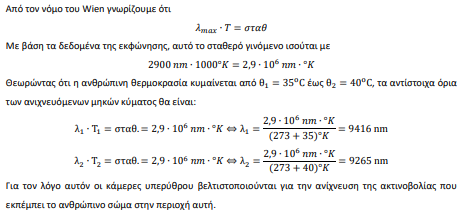 Από τον νόμο του Wien γνωρίζουμε ότι
λmax · T = σταθ
Με βάση τα δεδομένα της εκφώνησης, αυτό το σταθερό γινόμενο ισούται με
2900 nm · 1000°K = 2,9 · 10⁶ nm · °K
Θεωρώντας ότι η ανθρώπινη θερμοκρασία κυμαίνεται από θ₁ = 35°C έως θ₂ = 40°C, τα αντίστοιχα όρια
των ανιχνευόμενων μηκών κύματος θα είναι:
λ₁ · T₁ = σταθ. = 2,9 · 10⁶ nm · °K ⇔ λ₁ = 2,9 · 10⁶ nm · °K / (273 + 35)°K = 9416 nm
λ₂ · T₂ = σταθ. = 2,9 · 10⁶ nm · °K ⇔ λ₂ = 2,9 · 10⁶ nm · °K / (273 + 40)°K = 9265 nm
Για τον λόγο αυτόν οι κάμερες υπερύθρου βελτιστοποιούνται για την ανίχνευση της ακτινοβολίας που
εκπέμπει το ανθρώπινο σώμα στην περιοχή αυτή.